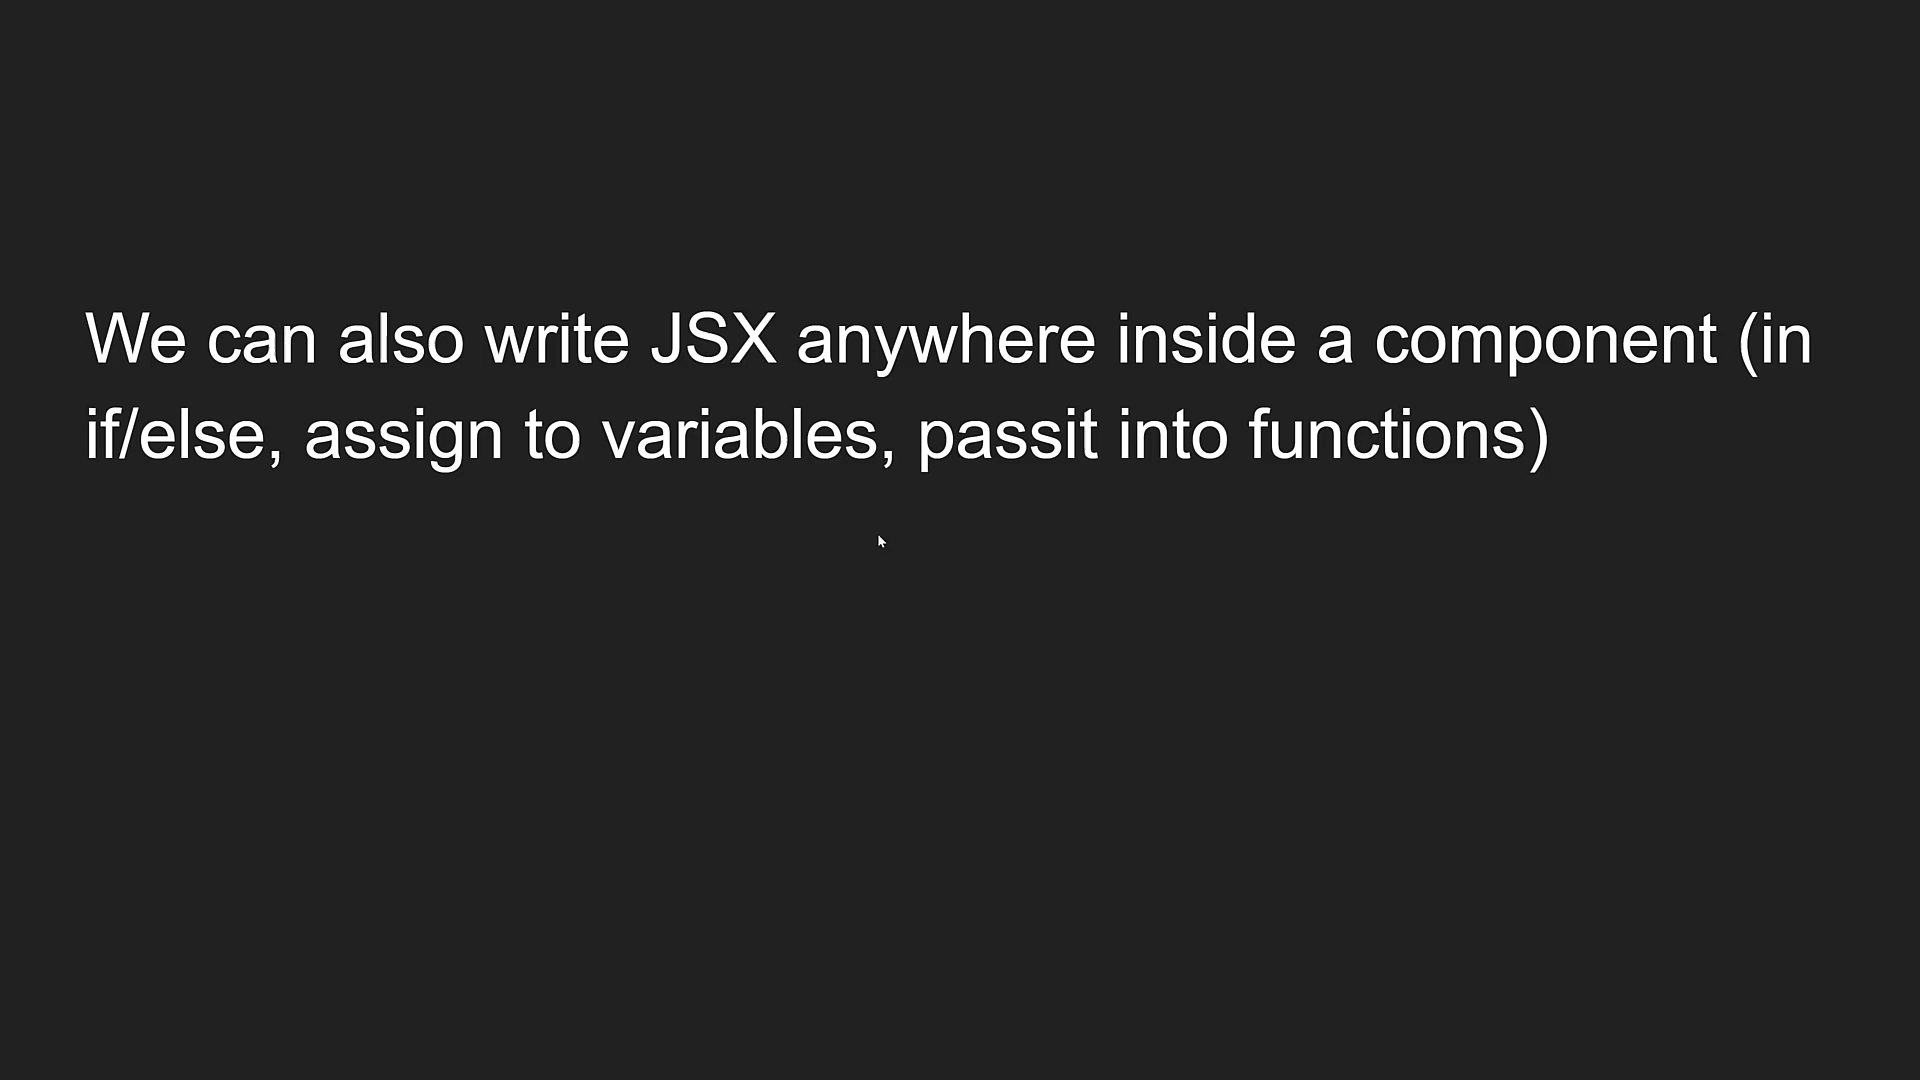 We can also write JSX anywhere inside a component (in
if/else, assign to variables, passit into functions)